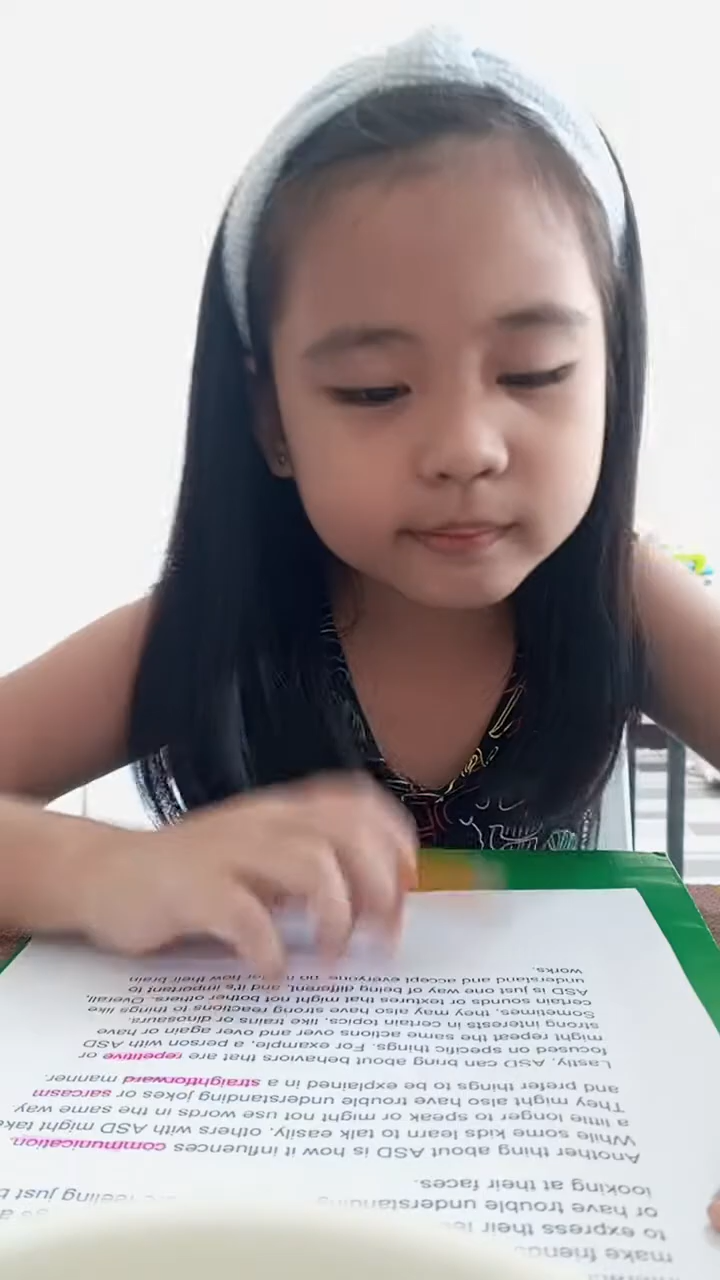 make friends
to express their
or have trouble understanding
looking at their faces.
Another thing about ASD is how it influences communication.
While some kids learn to talk easily, others with ASD might take
a little longer to speak or might not use words in the same way.
They might also have trouble understanding jokes or sarcasm
and prefer things to be explained in a straightforward manner.
Lastly, ASD can bring about behaviors that are repetitive or
focused on specific things. For example, a person with ASD
might repeat the same actions over and over again or have
strong interests in certain topics, like trains or dinosaurs.
Sometimes, they may also have strong reactions to things like
certain sounds or textures that might not bother others. Overall,
ASD is just one way of being different, and it's important to
understand and accept everyone, no matter how their brain
works.